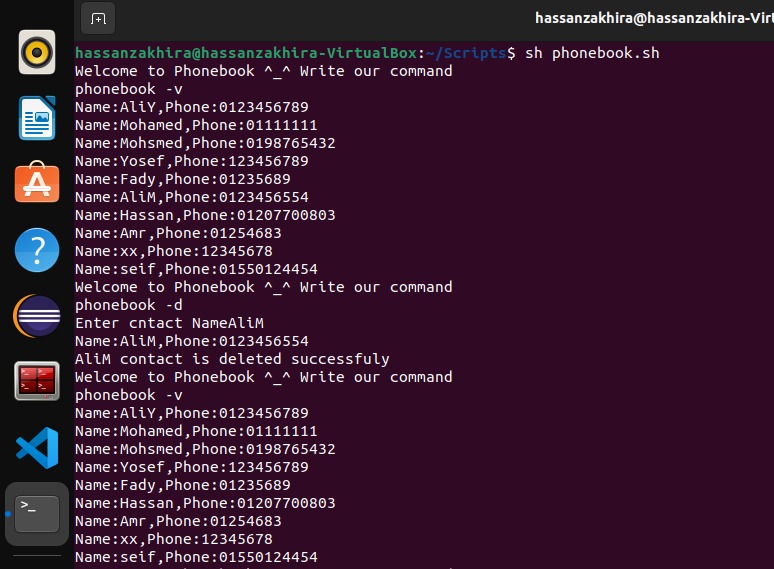 hassanzakhira@hassanzakhira-Vir
hassanzakhira@hassanzakhira-VirtualBox:~/Scripts$ sh phonebook.sh
Welcome to Phonebook ^_^ Write our command
phonebook -v
Name:AliY,Phone:0123456789
Name:Mohamed,Phone:01111111
Name:Mohsmed,Phone:0198765432
Name:Yosef,Phone:123456789
Name:Fady,Phone:01235689
Name:AliM,Phone:0123456554
Name:Hassan,Phone:01207700803
Name:Amr,Phone:01254683
Name:xx,Phone:12345678
Name:seif,Phone:01550124454
Welcome to Phonebook ^_^ Write our command
phonebook -d
Enter cntact NameAliM
Name:AliM,Phone:0123456554
AliM contact is deleted successfuly
Welcome to Phonebook ^_^ Write our command
phonebook -v
Name:AliY,Phone:0123456789
Name:Mohamed,Phone:01111111
Name:Mohsmed,Phone:0198765432
Name:Yosef,Phone:123456789
Name:Fady,Phone:01235689
Name:Hassan,Phone:01207700803
Name:Amr,Phone:01254683
Name:xx,Phone:12345678
Name:seif,Phone:01550124454